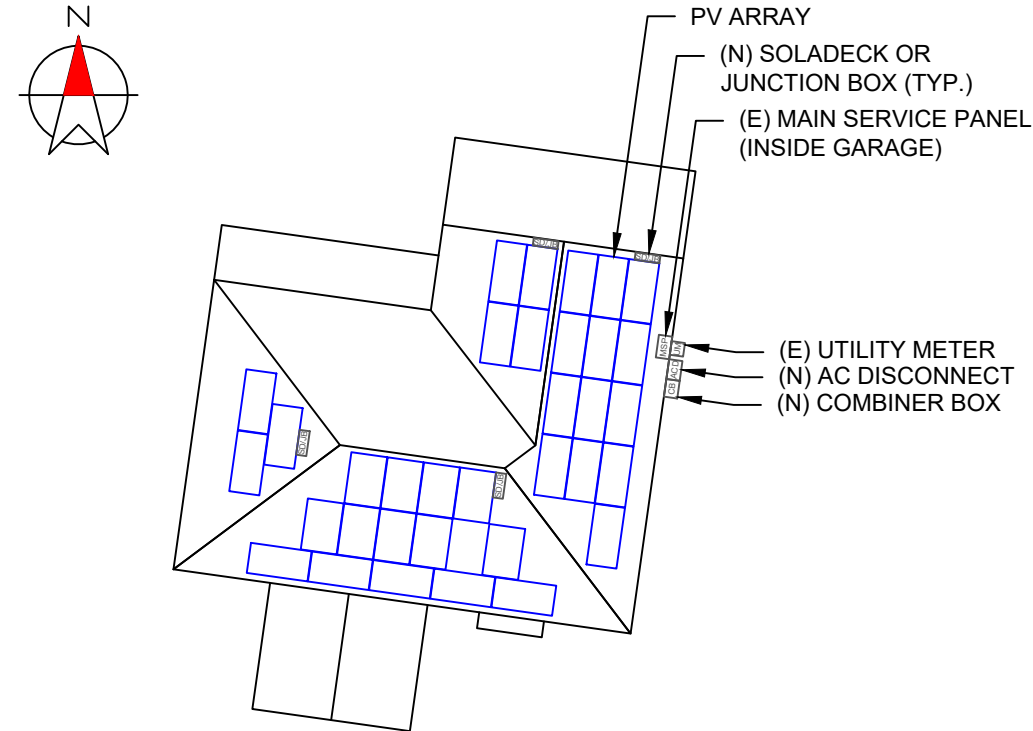 N
PV ARRAY
(N) SOLADECK OR
JUNCTION BOX (TYP.)
(E) MAIN SERVICE PANEL
(INSIDE GARAGE)
SD/JB
SD/JB
MSP
UM
ACD
CB
(E) UTILITY METER
(N) AC DISCONNECT
(N) COMBINER BOX
SD/JB
SD/JB